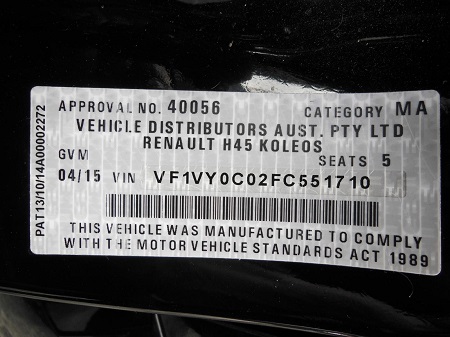 APPROVAL NO. 40056 CATEGORY MA
VEHICLE DISTRIBUTORS AUST. PTY LTD
RENAULT H45 KOLEOS
GVM SEATS 5
04/15 VIN VF1VY0C02FC551710
THIS VEHICLE WAS MANUFACTURED TO COMPLY
WITH THE MOTOR VEHICLE STANDARDS ACT 1989
PAT13/10/14A00002272